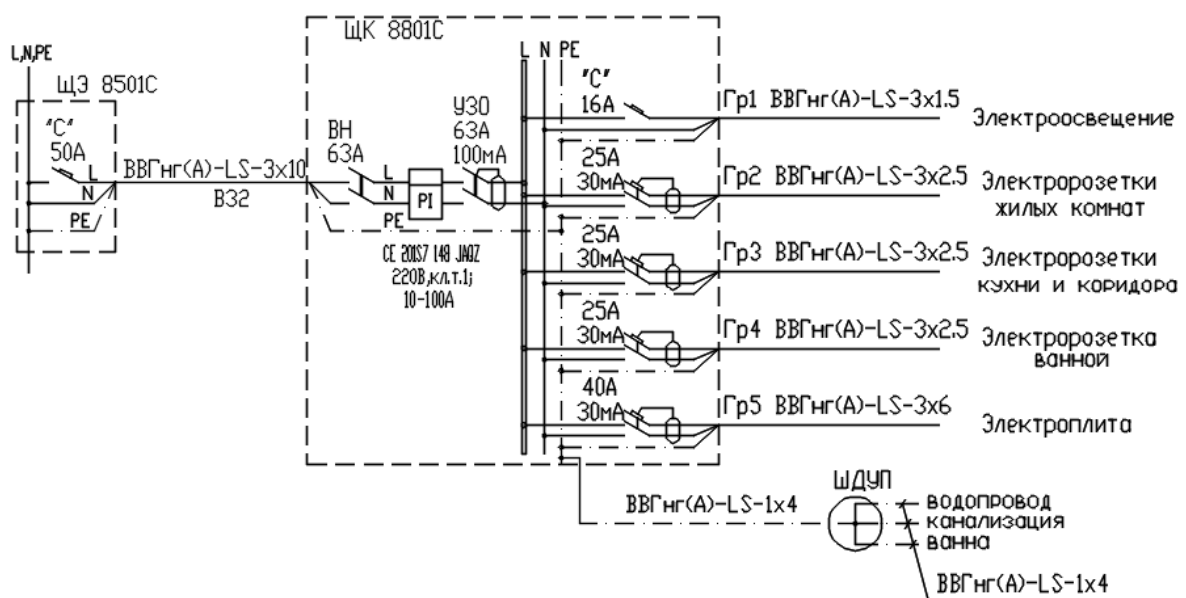 ЩК 8801С
L,N,PE
L N PE
ЩЭ 8501С
"С"
16А
Гр1 ВВГнг(А)-LS-3х1.5
Электроосвещение
"С"
50А
L
N
PE
ВВГнг(А)-LS-3х10
В32
ВН
63А
L
N
PE
PI
УЗО
63А
100мА
СЕ 201S7 148 JAQZ
220В,кл.т.1;
10-100А
25А
30мА
Гр2 ВВГнг(А)-LS-3х2.5
Электророзетки
жилых комнат
25А
30мА
Гр3 ВВГнг(А)-LS-3х2.5
Электророзетки
кухни и коридора
25А
30мА
Гр4 ВВГнг(А)-LS-3х2,5
Электророзетка
ванной
40А
30мА
Гр5 ВВГнг(А)-LS-3х6
Электроплита
ВВГнг(А)-LS-1х4
ШДУП
водопровод
канализация
ванна
ВВГнг(А)-LS-1х4